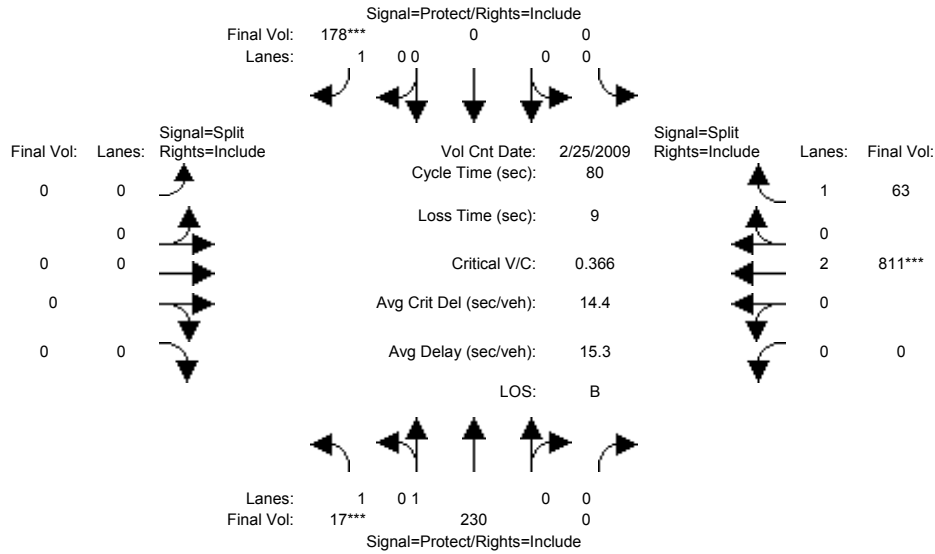 Signal=Protect/Rights=Include
Final Vol: 178*** 0 0
Lanes: 1 0 0 0 0
Signal=Split Signal=Split
Final Vol: Lanes: Rights=Include Vol Cnt Date: 2/25/2009 Rights=Include Lanes: Final Vol:
Cycle Time (sec): 80
0 0 1 63
Loss Time (sec): 9
0 0
0 0 Critical V/C: 0.366 2 811***
0 Avg Crit Del (sec/veh): 14.4 0
0 0 Avg Delay (sec/veh): 15.3 0 0
LOS: B
Lanes: 1 0 1 0 0
Final Vol: 17*** 230 0
Signal=Protect/Rights=Include